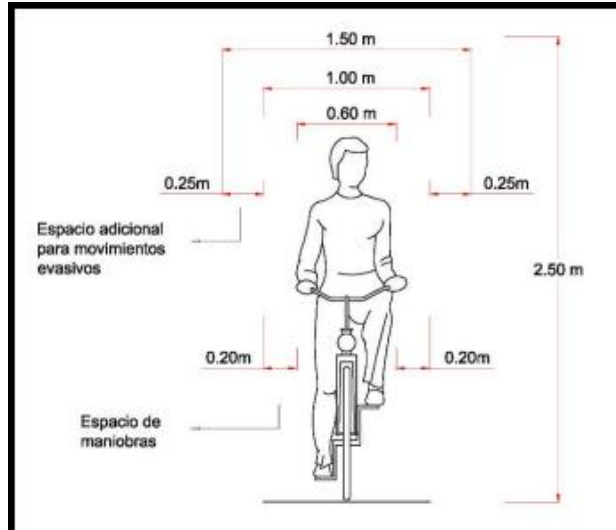 1.50 m
1.00 m
0.60 m
0.25m
0.25m
Espacio adicional
para movimientos
evasivos
2.50 m
0.20m
0.20m
Espacio de
maniobras